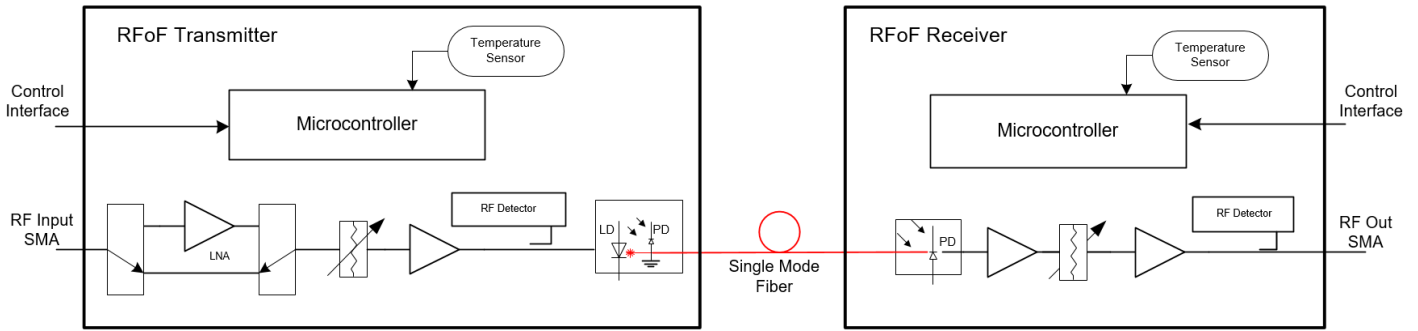 RFoF Transmitter
Temperature
Sensor
Control
Interface
Microcontroller
RF Input
SMA
LNA
RF Detector
LD
PD
Single Mode
Fiber
RFoF Receiver
Temperature
Sensor
Control
Interface
Microcontroller
PD
RF Detector
RF Out
SMA